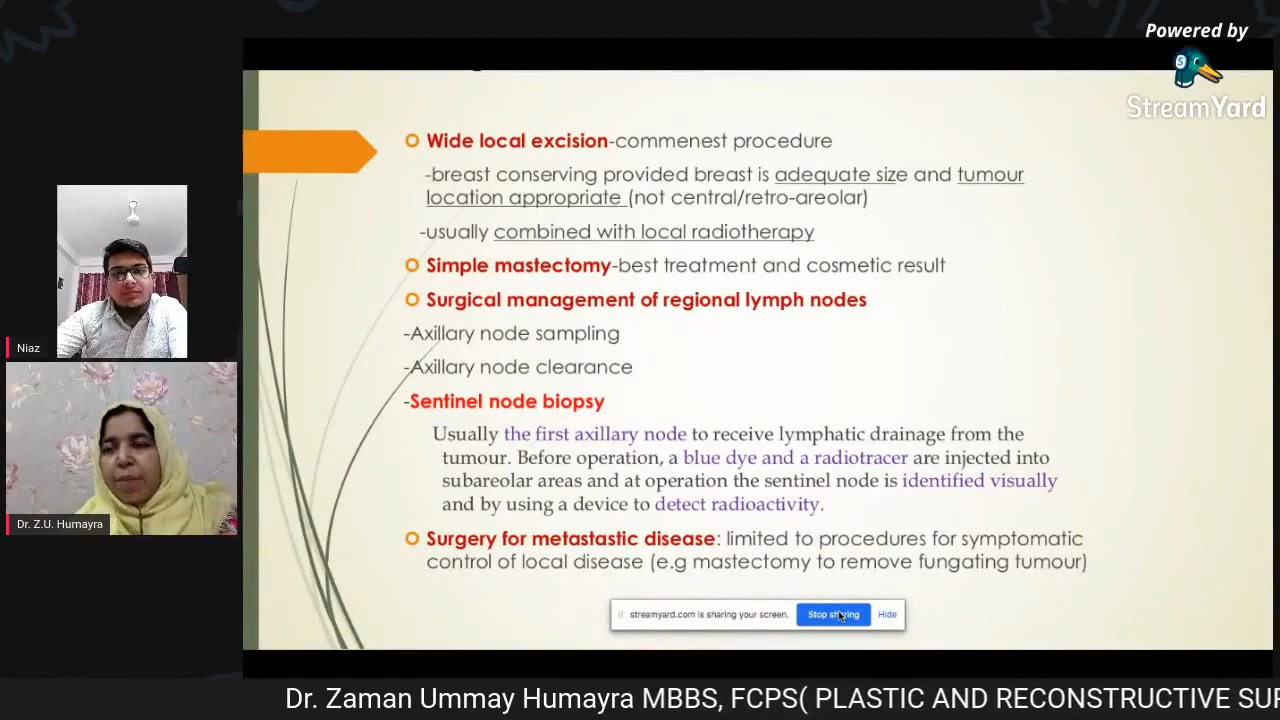 Powered by
StreamYard
Wide local excision-commenest procedure
-breast conserving provided breast is adequate size and tumour
location appropriate (not central/retro-areolar)
-usually combined with local radiotherapy
Simple mastectomy-best treatment and cosmetic result
Surgical management of regional lymph nodes
-Axillary node sampling
-Axillary node clearance
-Sentinel node biopsy
Usually the first axillary node to receive lymphatic drainage from the
tumour. Before operation, a blue dye and a radiotracer are injected into
subareolar areas and at operation the sentinel node is identified visually
and by using a device to detect radioactivity.
Surgery for metastastic disease: limited to procedures for symptomatic
control of local disease (e.g mastectomy to remove fungating tumour)
streamyard.com is sharing your screen. Stop sharing Hide
Niaz
Dr. Z.U. Humayra
Dr. Zaman Ummay Humayra MBBS, FCPS( PLASTIC AND RECONSTRUCTIVE SU